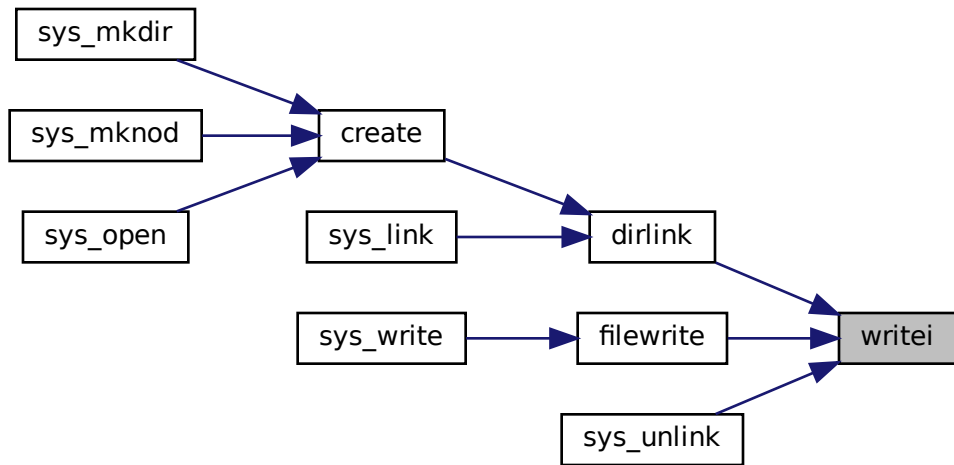 sys_mkdir
sys_mknod
create
sys_open
sys_link
dirlink
sys_write
filewrite
writei
sys_unlink